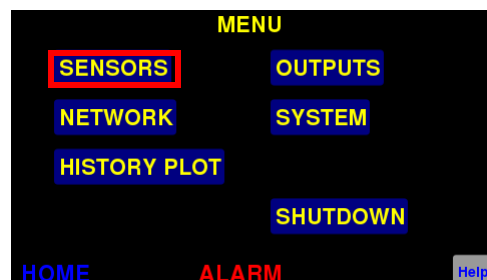 MENU
SENSORS OUTPUTS
NETWORK SYSTEM
HISTORY PLOT
SHUTDOWN
HOME ALARM Help